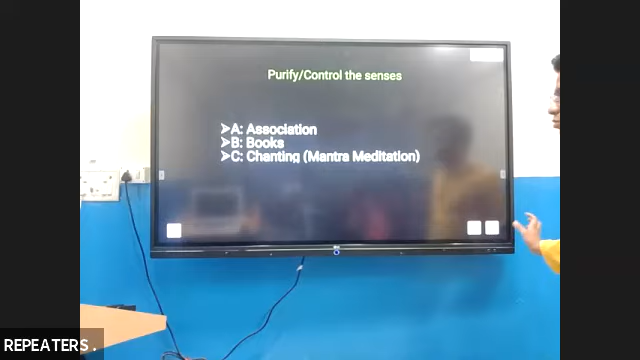 Purify/Control the senses
➢A: Association
➢B: Books
➢C: Chanting (Mantra Meditation)
REPEATERS.